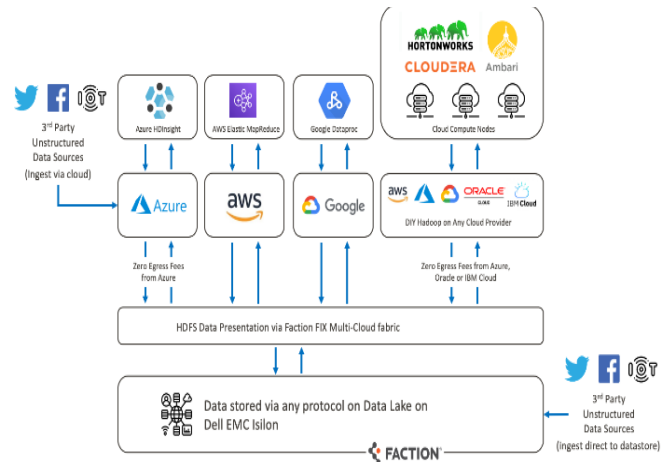 HORTONWORKS
CLOUDERA
Ambari
IOT
3rd Party
Unstructured
Data Sources
(Ingest via cloud)
Azure HDInsight
AWS Elastic MapReduce
Google Dataproc
Cloud Compute Nodes
Azure
aws
Google
aws
ORACLE
CLOUD
IBM Cloud
DIY Hadoop on Any Cloud Provider
Zero Egress Fees
from Azure
Zero Egress Fees from Azure,
Oracle or IBM Cloud
HDFS Data Presentation via Faction FIX Multi-Cloud fabric
IOT
Data stored via any protocol on Data Lake on
Dell EMC Isilon
3rd Party
Unstructured
Data Sources
(ingest direct to datastore)
FACTION